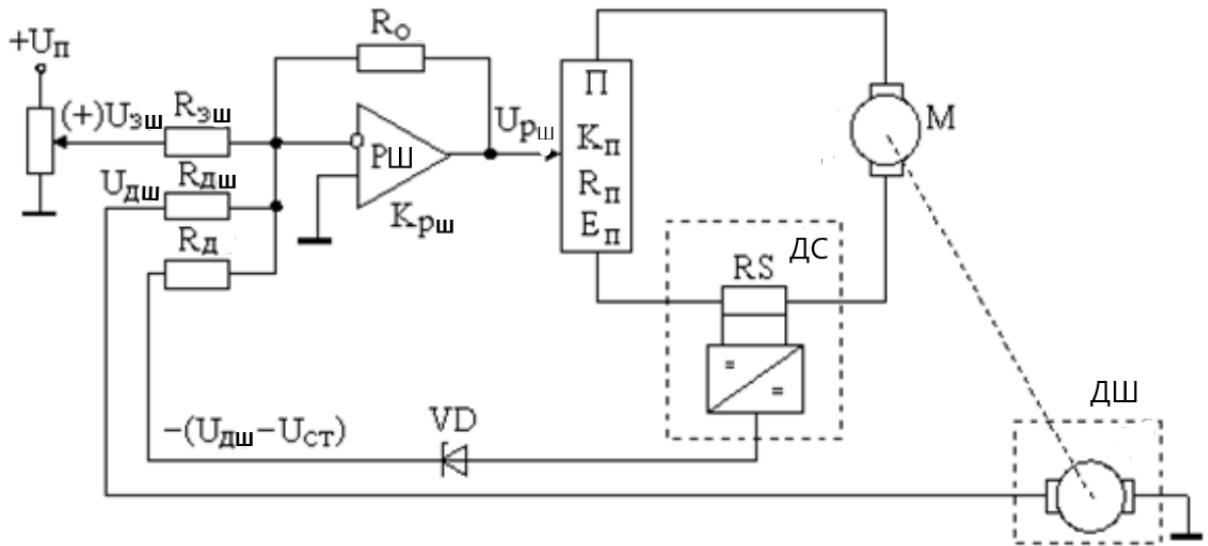 +Uп
(+)Uзш
Rзш
Rо
Uдш
Rдш
Rд
РШ
Kрш
Uрш
П
Kп
Rп
Eп
М
ДС
RS
=
=
–(Uдш–Uст)
VD
ДШ